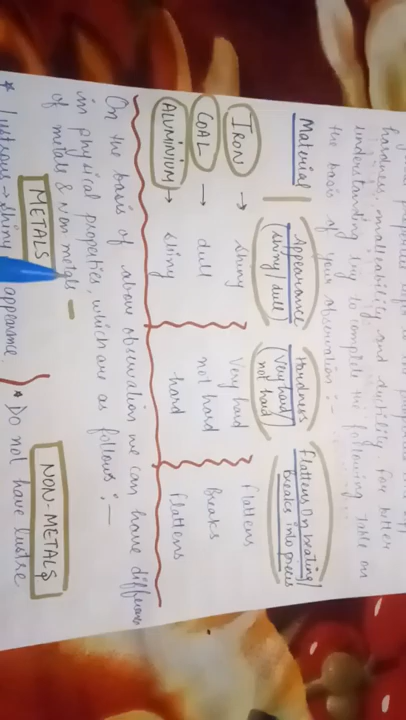 hardness, malleability and ductility For better
understanding try to complete the following table on
the basis of your observation :-
Material Appearance (shiny/dull) Hardness (Very hard/not hard) Flattens On beating/Breaks into pieces
IRON → shiny Very hard flattens
COAL → dull not hard Breaks
ALUMINIUM → shiny hard flattens
On the basis of above observation we can have different
in physical properties, which are as follows :-
of metals & Non metals -
METALS NON-METALS
* lustrous → shiny appearance * Do not have lustre